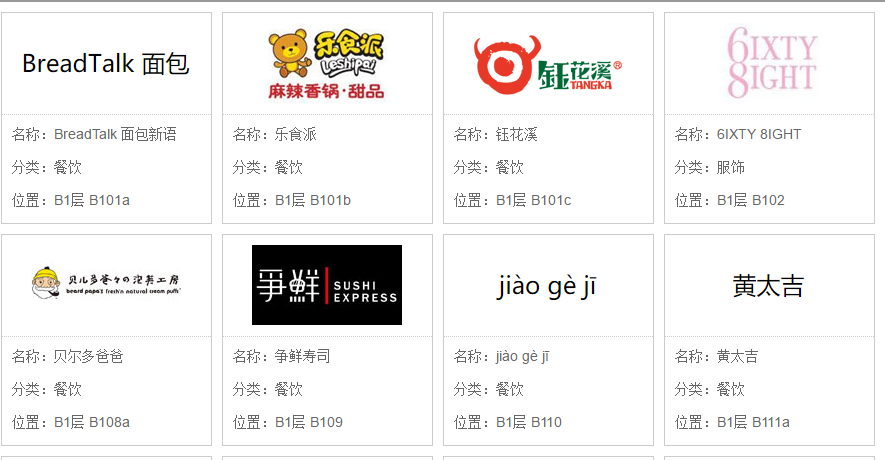 BreadTalk 面包
乐食派
Leshipai
麻辣香锅·甜品
钰花溪®
TANGKA
6IXTY
8IGHT
名称：BreadTalk 面包新语
分类：餐饮
位置：B1层 B101a
名称：乐食派
分类：餐饮
位置：B1层 B101b
名称：钰花溪
分类：餐饮
位置：B1层 B101c
名称：6IXTY 8IGHT
分类：服饰
位置：B1层 B102
贝儿多爸々の泡芙工房
beard papa's fresh'n natural cream puffs
爭鮮
SUSHI
EXPRESS
jiào gè jī
黄太吉
名称：贝尔多爸爸
分类：餐饮
位置：B1层 B108a
名称：争鲜寿司
分类：餐饮
位置：B1层 B109
名称：jiào gè jī
分类：餐饮
位置：B1层 B110
名称：黄太吉
分类：餐饮
位置：B1层 B111a